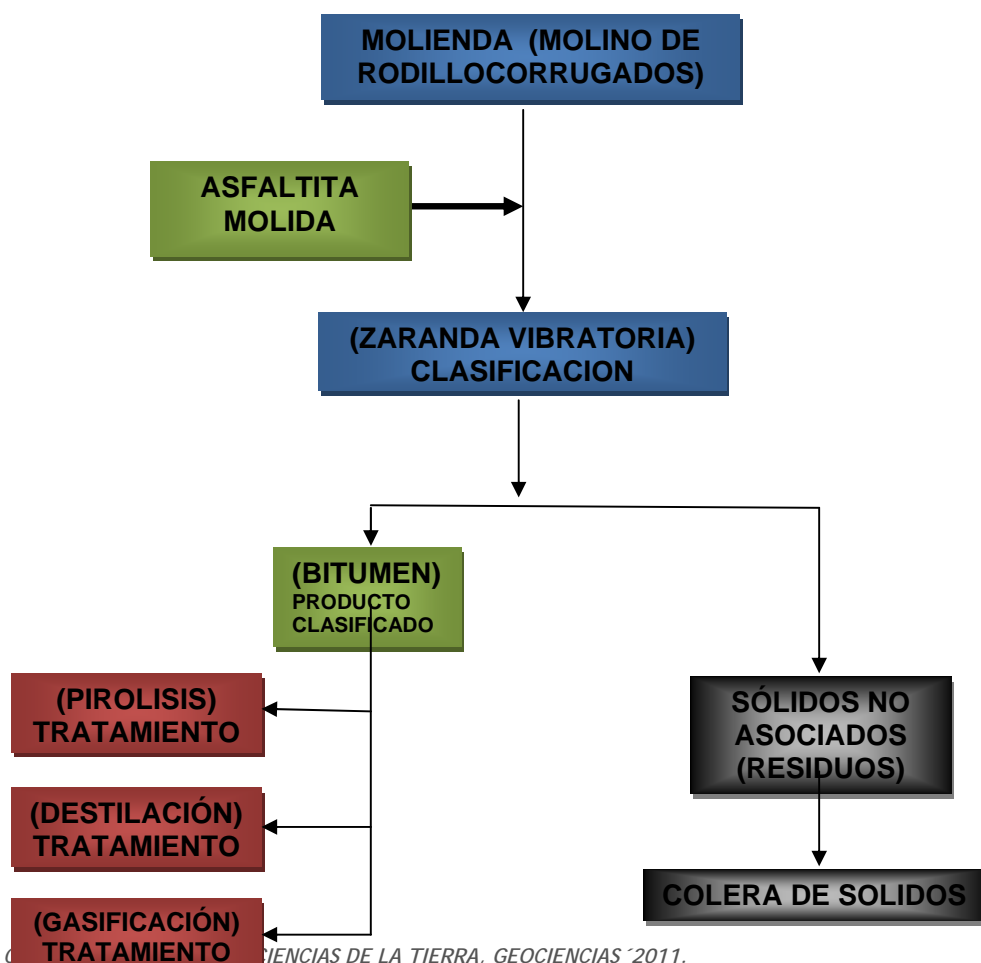 MOLIENDA (MOLINO DE
RODILLOCORRUGADOS)
ASFALTITA
MOLIDA
(ZARANDA VIBRATORIA)
CLASIFICACION
(BITUMEN)
PRODUCTO
CLASIFICADO
(PIROLISIS)
TRATAMIENTO
SÓLIDOS NO
ASOCIADOS
(RESIDUOS)
(DESTILACIÓN)
TRATAMIENTO
COLERA DE SOLIDOS
(GASIFICACIÓN)
TRATAMIENTO
CIENCIAS DE LA TIERRA, GEOCIENCIAS ´2011.